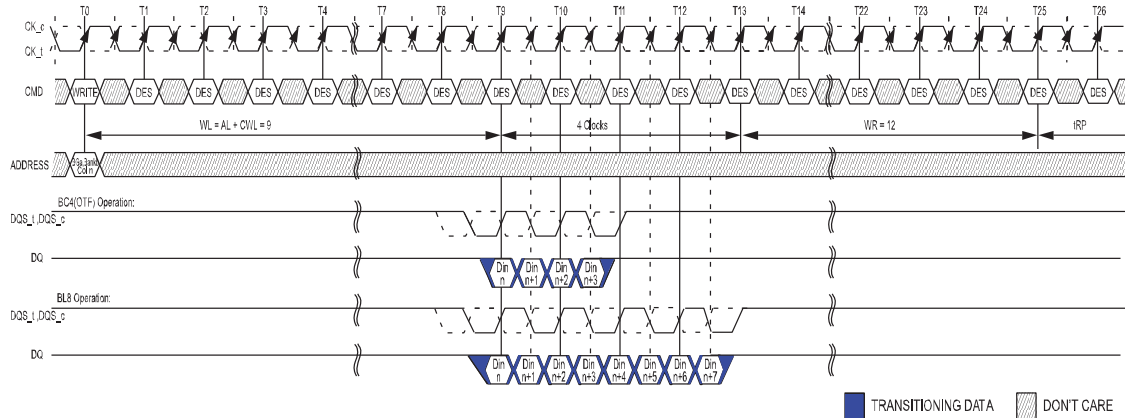 T0 T1 T2 T3 T4 T7 T8 T9 T10 T11 T12 T13 T14 T22 T23 T24 T25 T26
CK_c
CK_t
CMD WRITE DES DES DES DES DES DES DES DES DES DES DES DES DES DES DES DES DES
WL = AL + CWL = 9 4 Clocks WR = 12 tRP
ADDRESS
Col n
BC4(OTF) Operation:
DQS_t ,DQS_c
DQ Din n Din n+1 Din n+2 Din n+3
BL8 Operation:
DQS_t ,DQS_c
DQ Din n Din n+1 Din n+2 Din n+3 Din n+4 Din n+5 Din n+6 Din n+7
TRANSITIONING DATA DON'T CARE